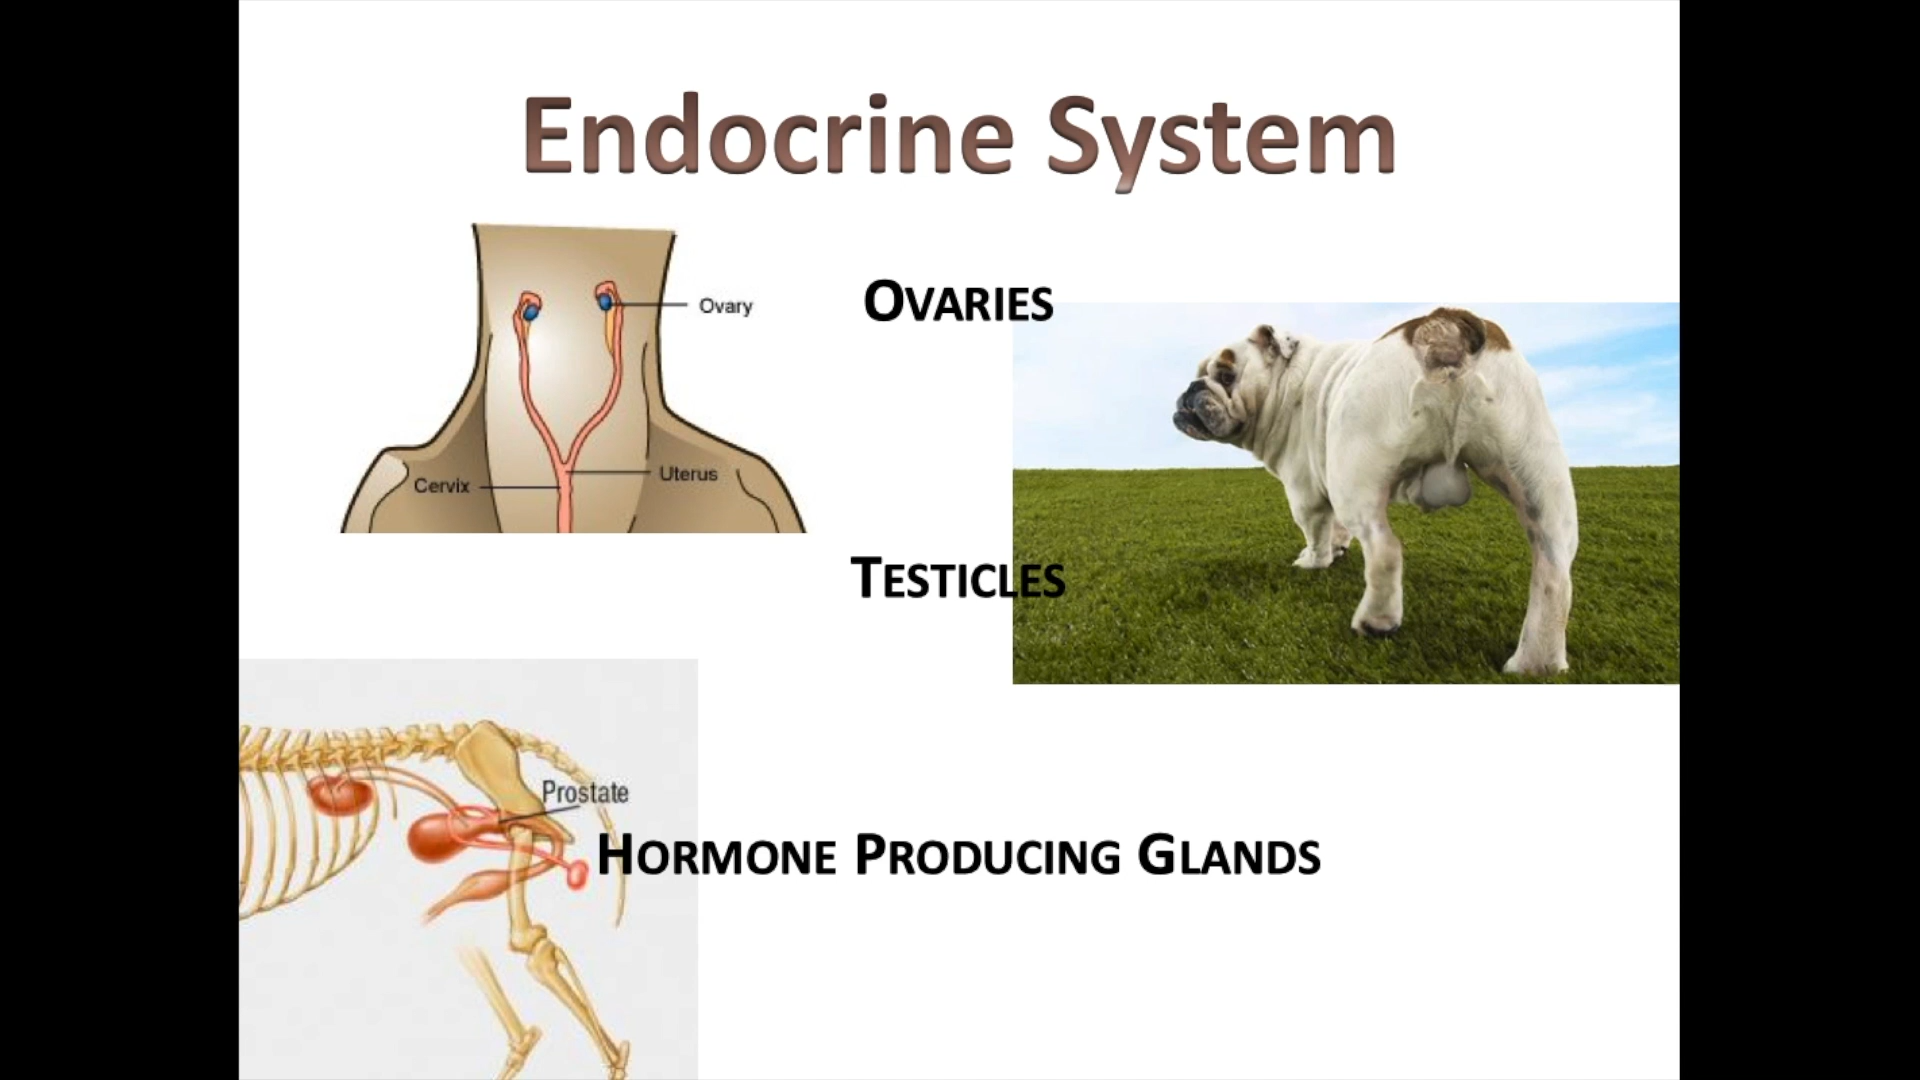 Endocrine System
Ovary
OVARIES
Uterus
Cervix
TESTICLES
Prostate
HORMONE PRODUCING GLANDS